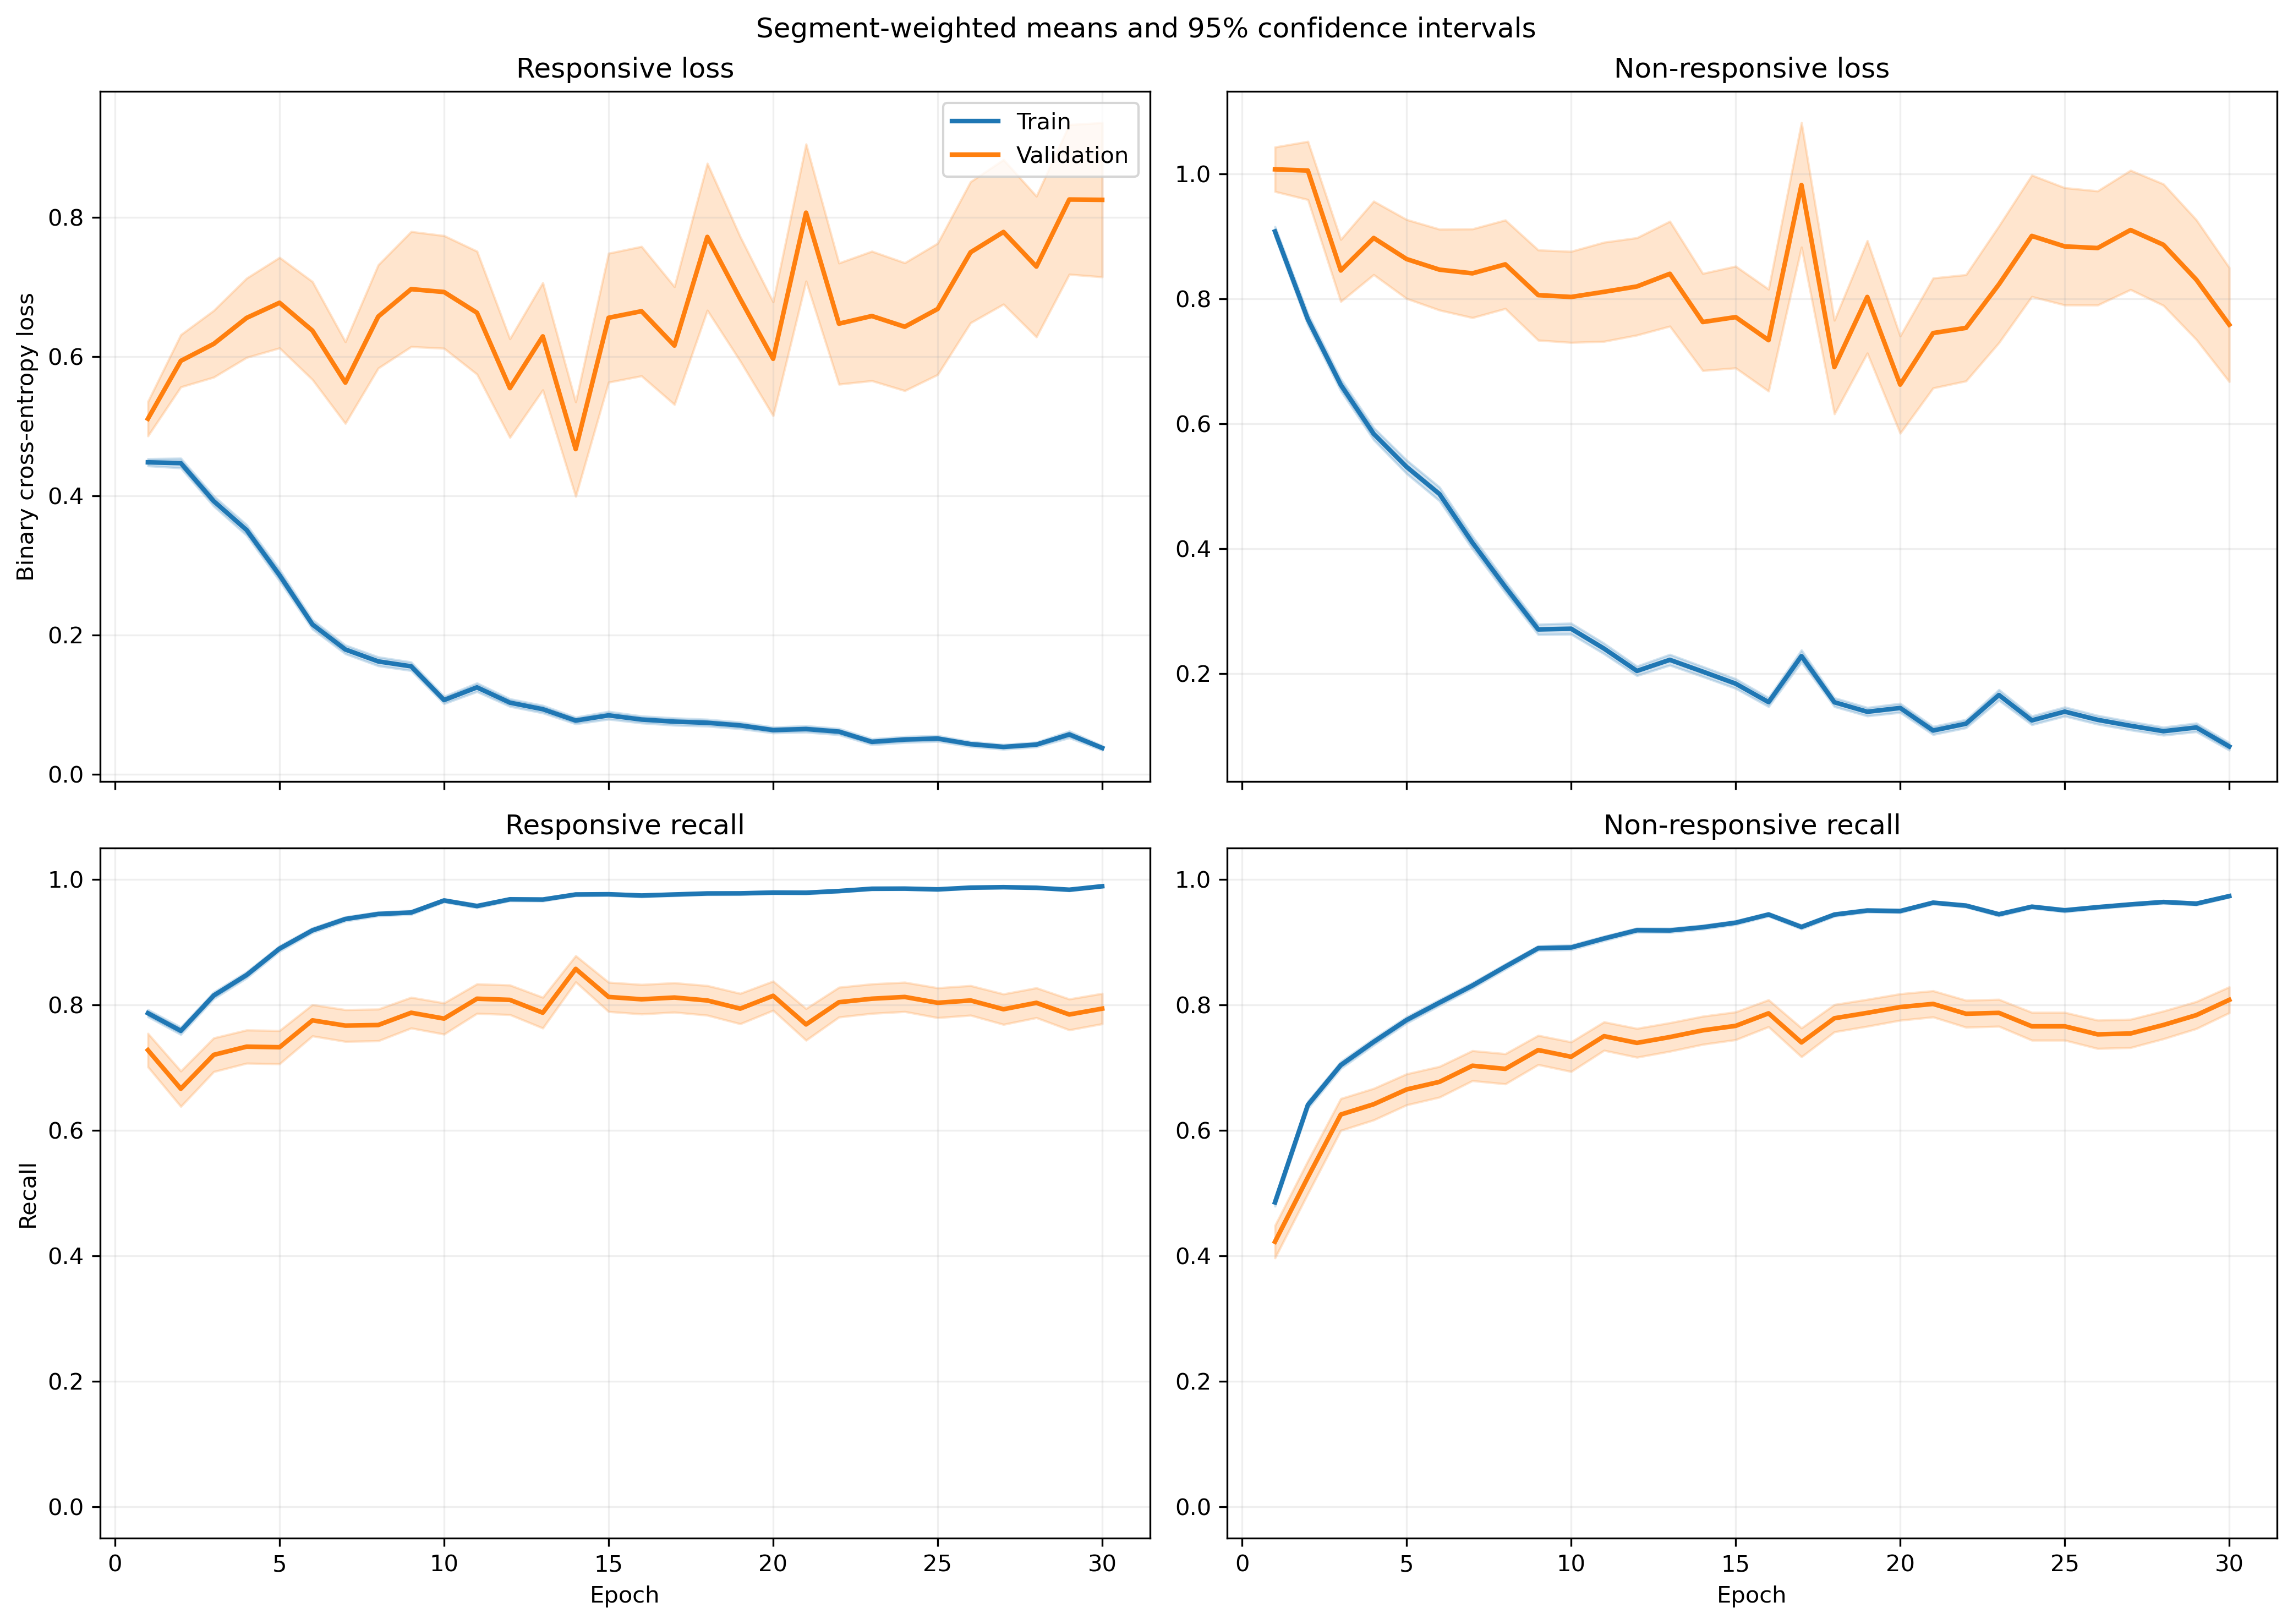 Segment-weighted means and 95% confidence intervals
Responsive loss
Non-responsive loss
Train
Validation
Binary cross-entropy loss
0.8
0.6
0.4
0.2
0.0
1.0
0.8
0.6
0.4
0.2
Responsive recall
Non-responsive recall
Recall
1.0
0.8
0.6
0.4
0.2
0.0
1.0
0.8
0.6
0.4
0.2
0.0
0 5 10 15 20 25 30
0 5 10 15 20 25 30
Epoch
Epoch